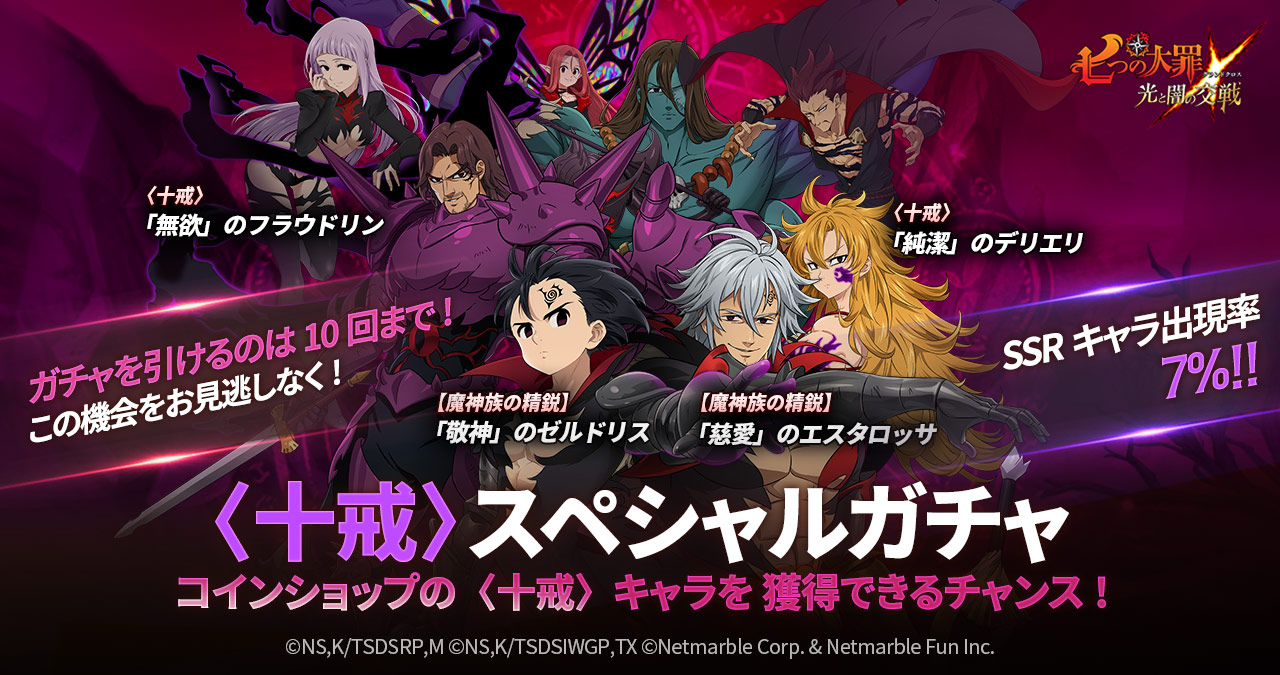 七つの大罪
グランドクロス
光と闇の交戦
〈十戒〉
「無欲」のフラウドリン
〈十戒〉
「純潔」のデリエリ
ガチャを引けるのは 10 回まで！
この機会をお見逃しなく！
SSR キャラ出現率
7%!!
【魔神族の精鋭】
「敬神」のゼルドリス
【魔神族の精鋭】
「慈愛」のエスタロッサ
〈十戒〉スペシャルガチャ
コインショップの〈十戒〉キャラを 獲得できるチャンス！
©NS,K/TSDSRP,M ©NS,K/TSDSIWGP,TX ©Netmarble Corp. & Netmarble Fun Inc.